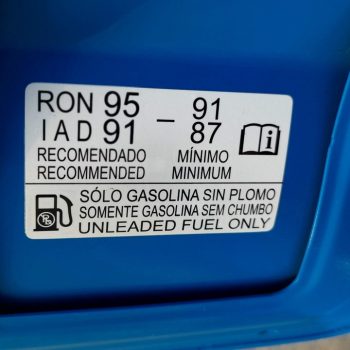 RON 95 – 91
IAD 91 87
RECOMENDADO MÍNIMO
RECOMMENDED MINIMUM
SÓLO GASOLINA SIN PLOMO
SOMENTE GASOLINA SEM CHUMBO
UNLEADED FUEL ONLY